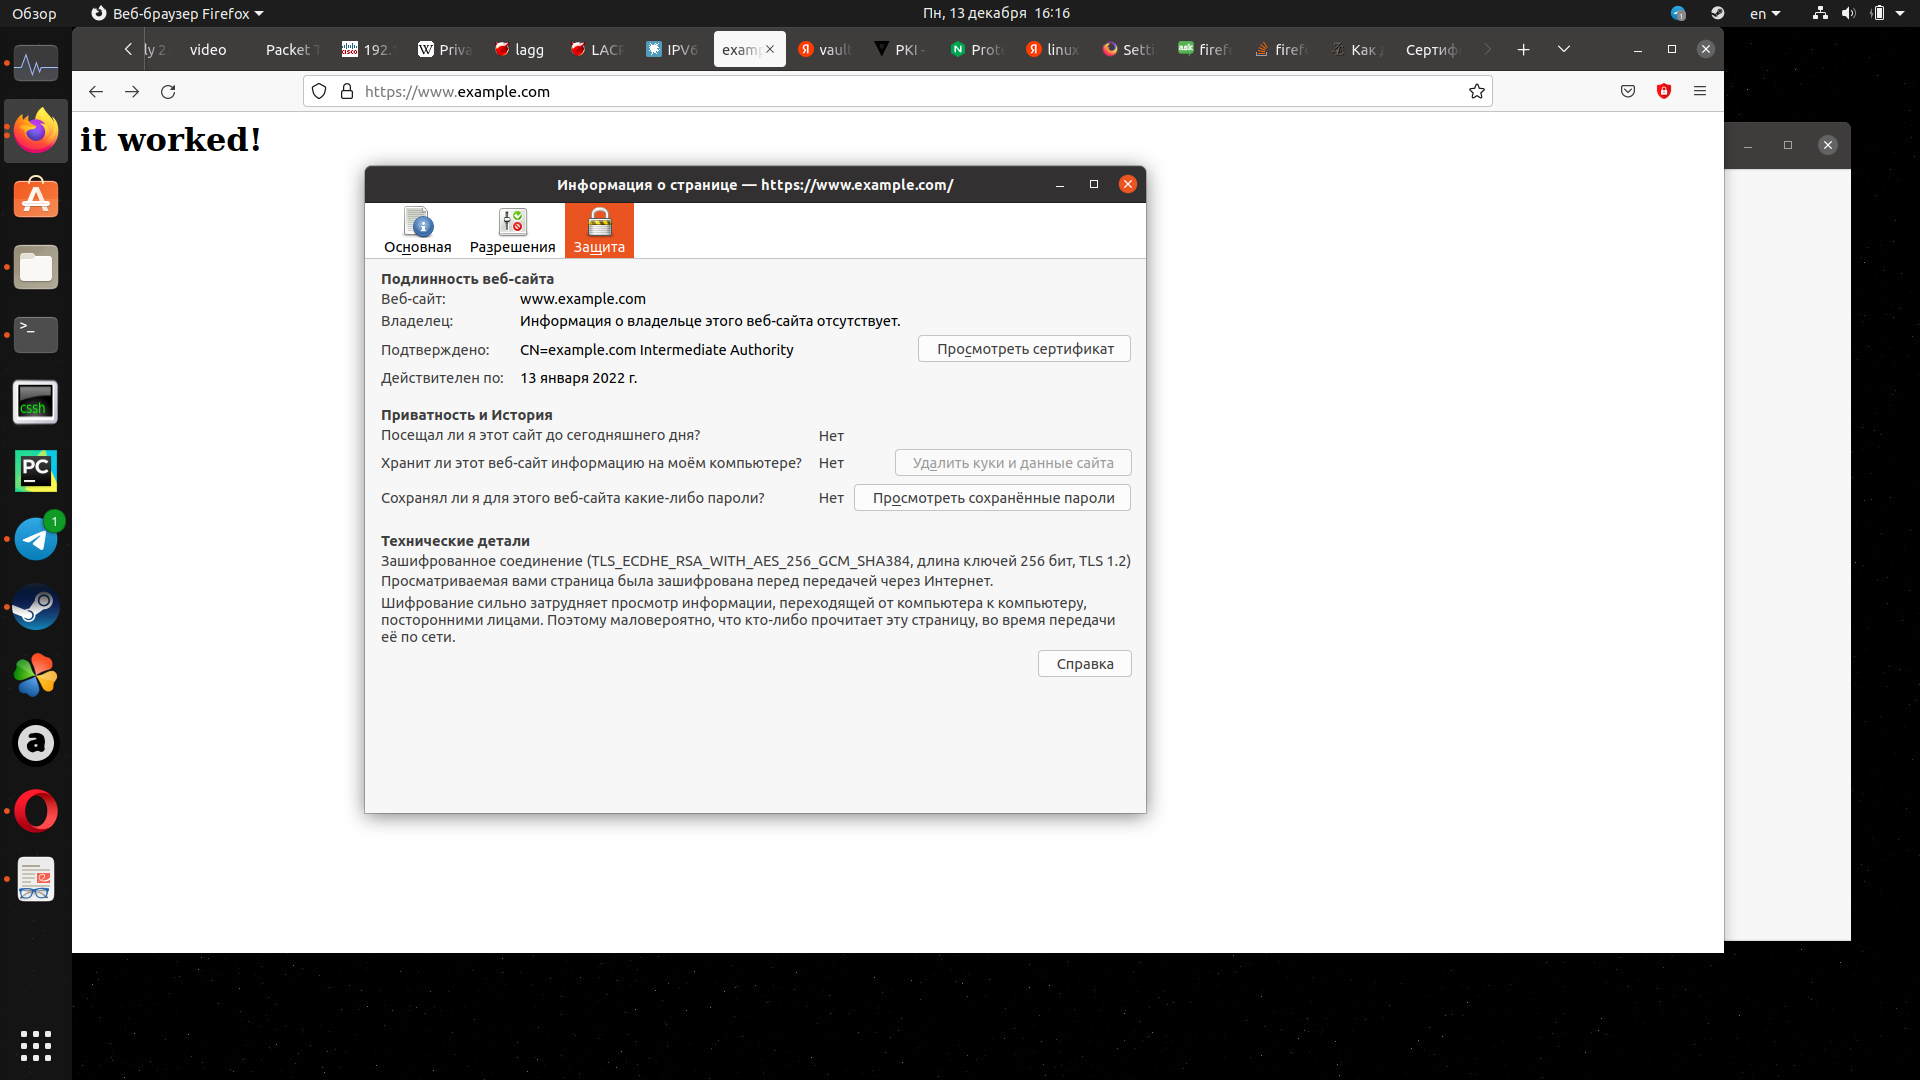 Обзор Веб-браузер Firefox Пн, 13 декабря 16:16 en
ly 2 video Packet T 192. Priva lagg LACP IPV6 examp vault PKI - Prote linux Setti firef firef Как Сертиф
https://www.example.com
it worked!
Информация о странице — https://www.example.com/
Основная Разрешения Защита
Подлинность веб-сайта
Веб-сайт: www.example.com
Владелец: Информация о владельце этого веб-сайта отсутствует.
Подтверждено: CN=example.com Intermediate Authority Просмотреть сертификат
Действителен по: 13 января 2022 г.
Приватность и История
Посещал ли я этот сайт до сегодняшнего дня? Нет
Хранит ли этот веб-сайт информацию на моём компьютере? Нет Удалить куки и данные сайта
Сохранял ли я для этого веб-сайта какие-либо пароли? Нет Просмотреть сохранённые пароли
Технические детали
Зашифрованное соединение (TLS_ECDHE_RSA_WITH_AES_256_GCM_SHA384, длина ключей 256 бит, TLS 1.2)
Просматриваемая вами страница была зашифрована перед передачей через Интернет.
Шифрование сильно затрудняет просмотр информации, переходящей от компьютера к компьютеру,
посторонними лицами. Поэтому маловероятно, что кто-либо прочитает эту страницу, во время передачи
её по сети.
Справка
>_
cssh
PC
1
a